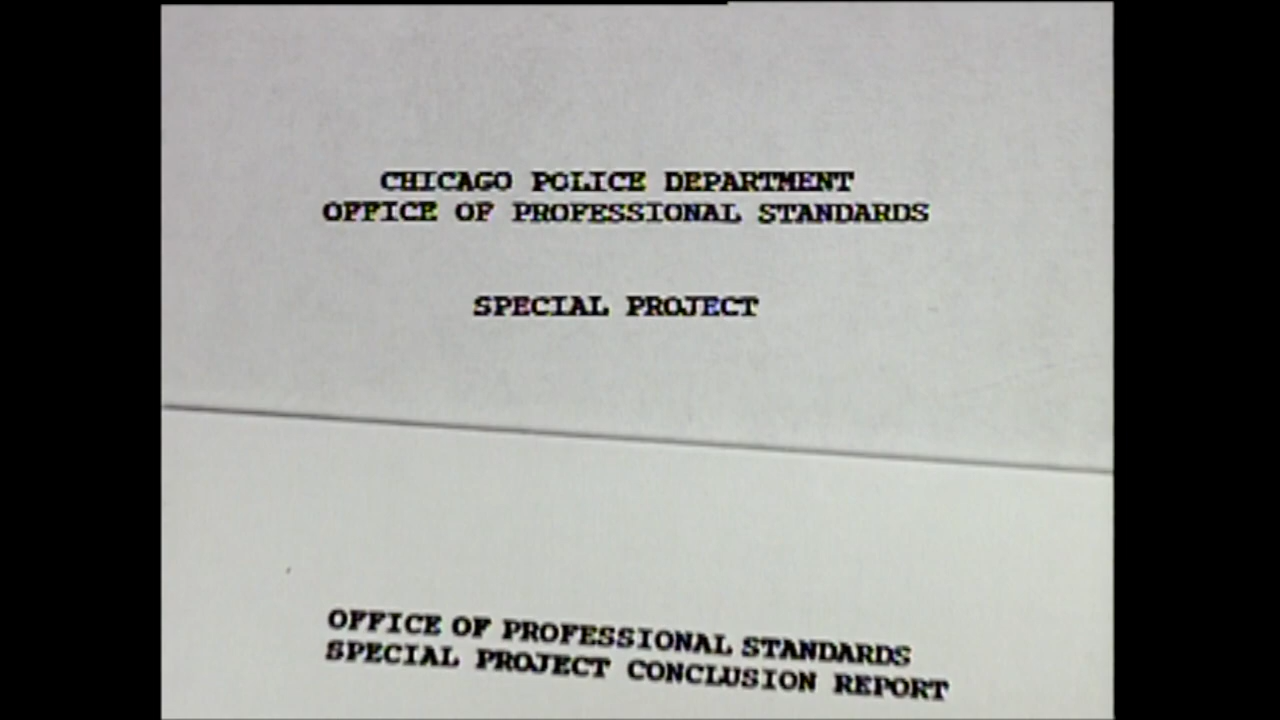 CHICAGO POLICE DEPARTMENT
OFFICE OF PROFESSIONAL STANDARDS
SPECIAL PROJECT
OFFICE OF PROFESSIONAL STANDARDS
SPECIAL PROJECT CONCLUSION REPORT